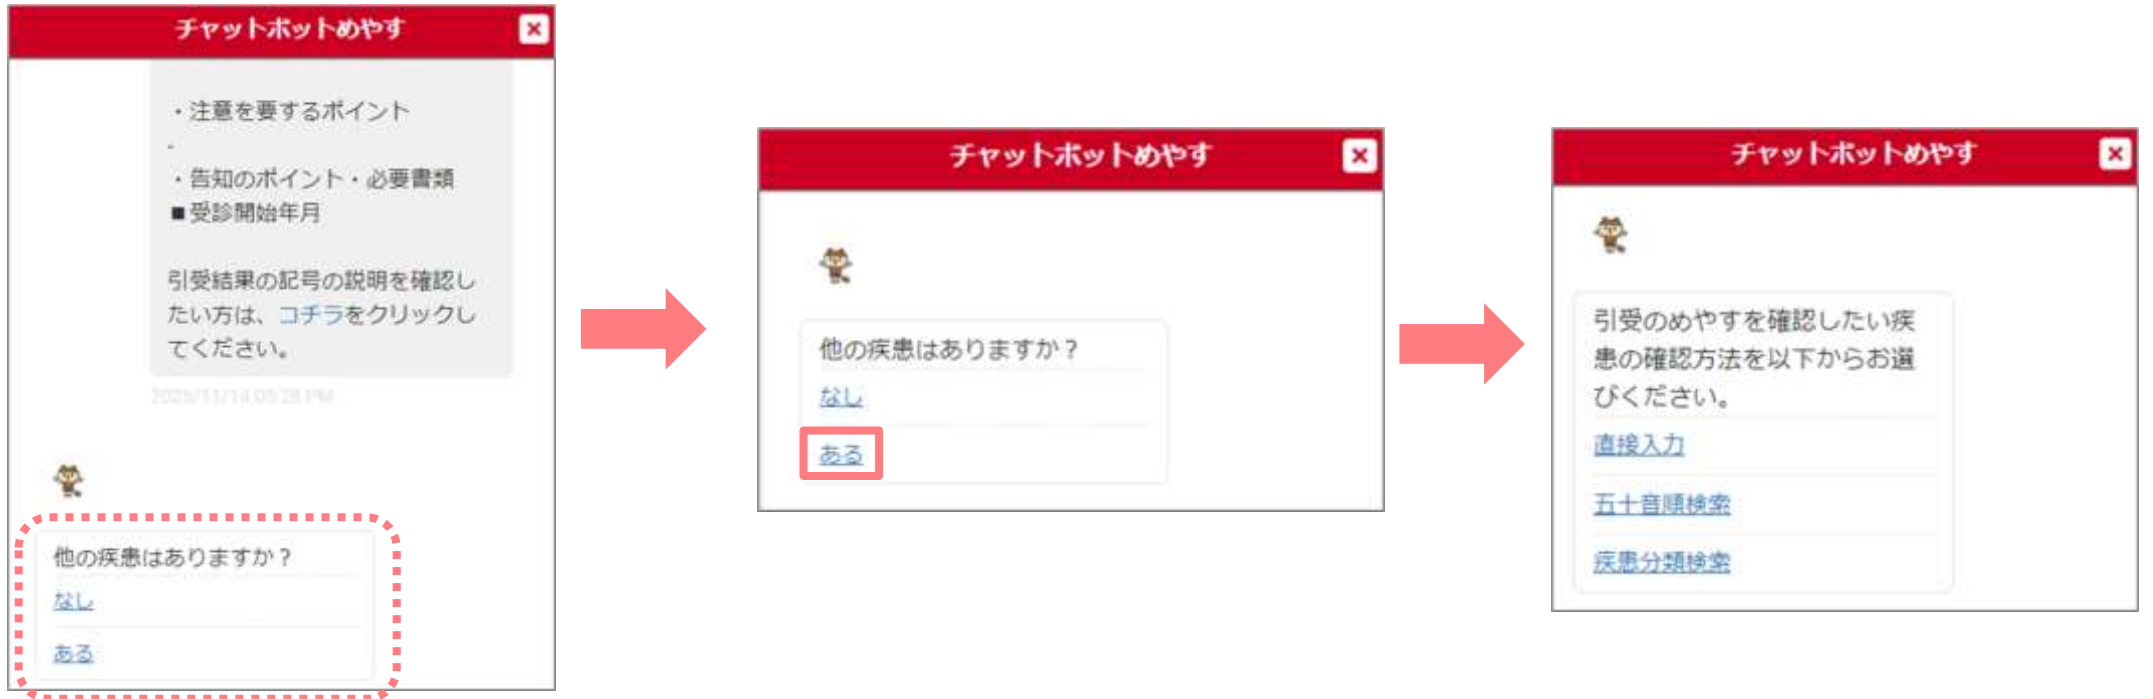 チャットボットめやす
・注意を要するポイント
-
・告知のポイント・必要書類
■受診開始年月
引受結果の記号の説明を確認し
たい方は、コチラをクリックし
てください。
2025/11/14 05:28 PM
他の疾患はありますか？
なし
ある
チャットボットめやす
他の疾患はありますか？
なし
ある
チャットボットめやす
引受のめやすを確認したい疾
患の確認方法を以下からお選
びください。
直接入力
五十音順検索
疾患分類検索